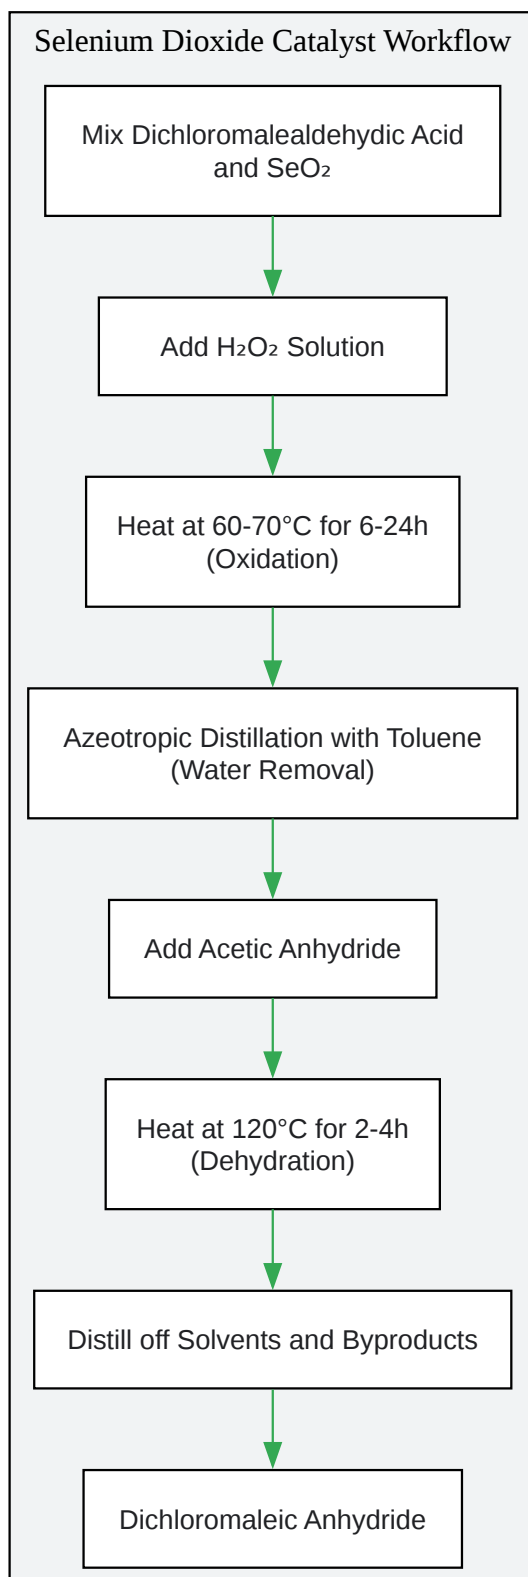 Selenium Dioxide Catalyst Workflow
Mix Dichloromalealdehydic Acid
and SeO₂
Add H₂O₂ Solution
Heat at 60-70°C for 6-24h
(Oxidation)
Azeotropic Distillation with Toluene
(Water Removal)
Add Acetic Anhydride
Heat at 120°C for 2-4h
(Dehydration)
Distill off Solvents and Byproducts
Dichloromaleic Anhydride